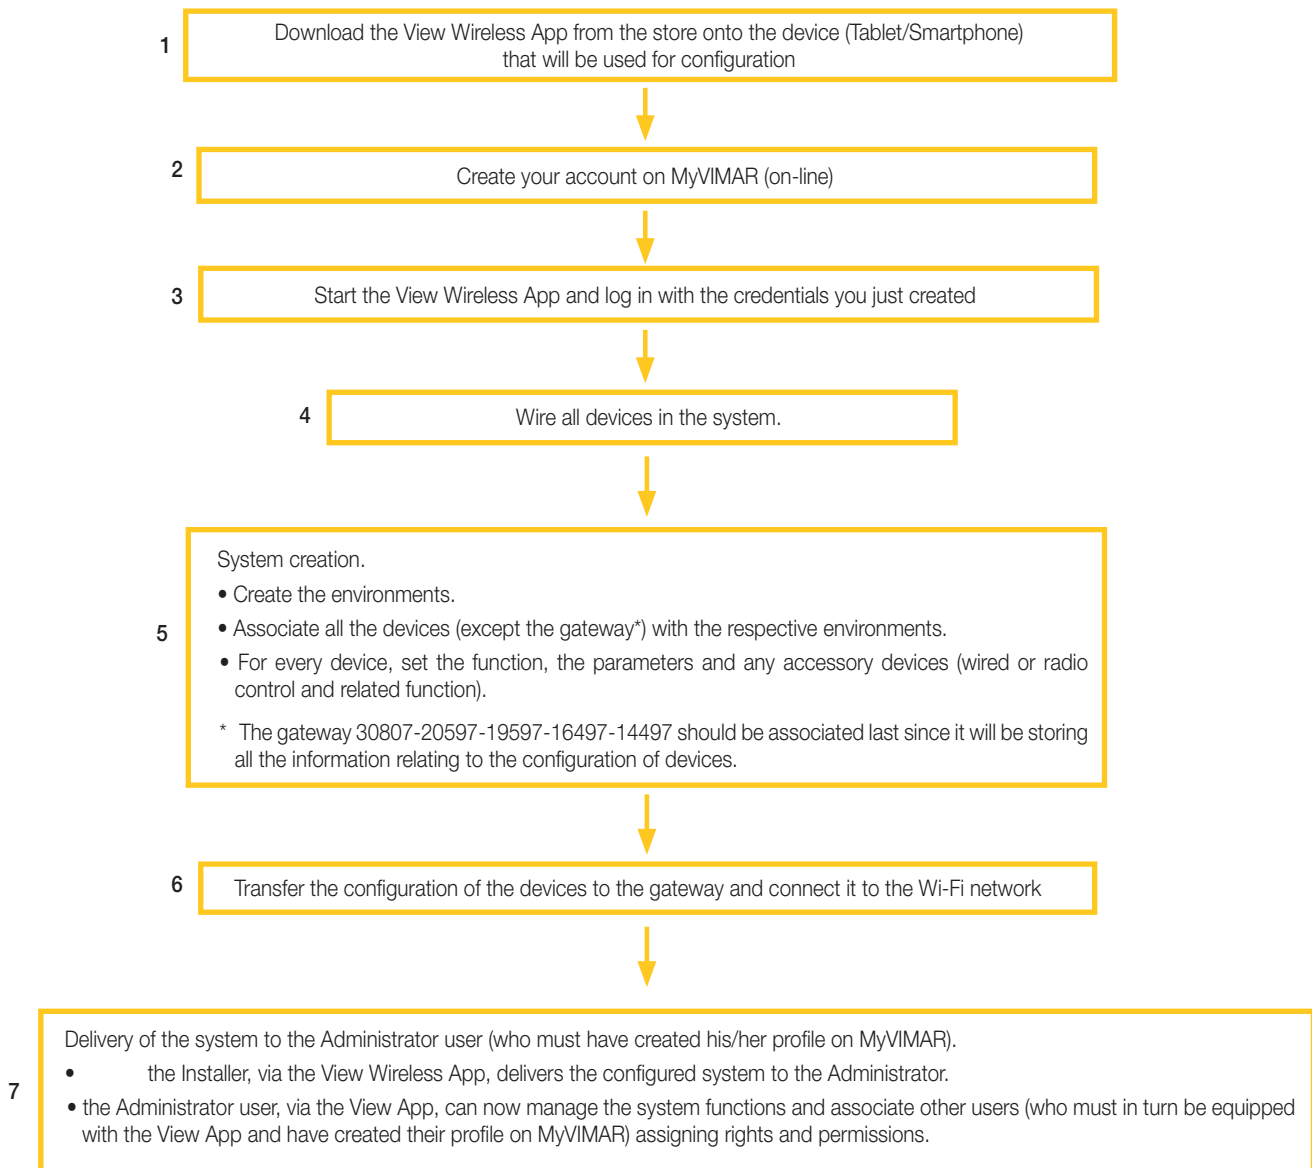 1
Download the View Wireless App from the store onto the device (Tablet/Smartphone)
that will be used for configuration
2
Create your account on MyVIMAR (on-line)
3
Start the View Wireless App and log in with the credentials you just created
4
Wire all devices in the system.
5
System creation.
• Create the environments.
• Associate all the devices (except the gateway*) with the respective environments.
• For every device, set the function, the parameters and any accessory devices (wired or radio
control and related function).
* The gateway 30807-20597-19597-16497-14497 should be associated last since it will be storing
all the information relating to the configuration of devices.
6
Transfer the configuration of the devices to the gateway and connect it to the Wi-Fi network
7
Delivery of the system to the Administrator user (who must have created his/her profile on MyVIMAR).
• the Installer, via the View Wireless App, delivers the configured system to the Administrator.
• the Administrator user, via the View App, can now manage the system functions and associate other users (who must in turn be equipped
with the View App and have created their profile on MyVIMAR) assigning rights and permissions.